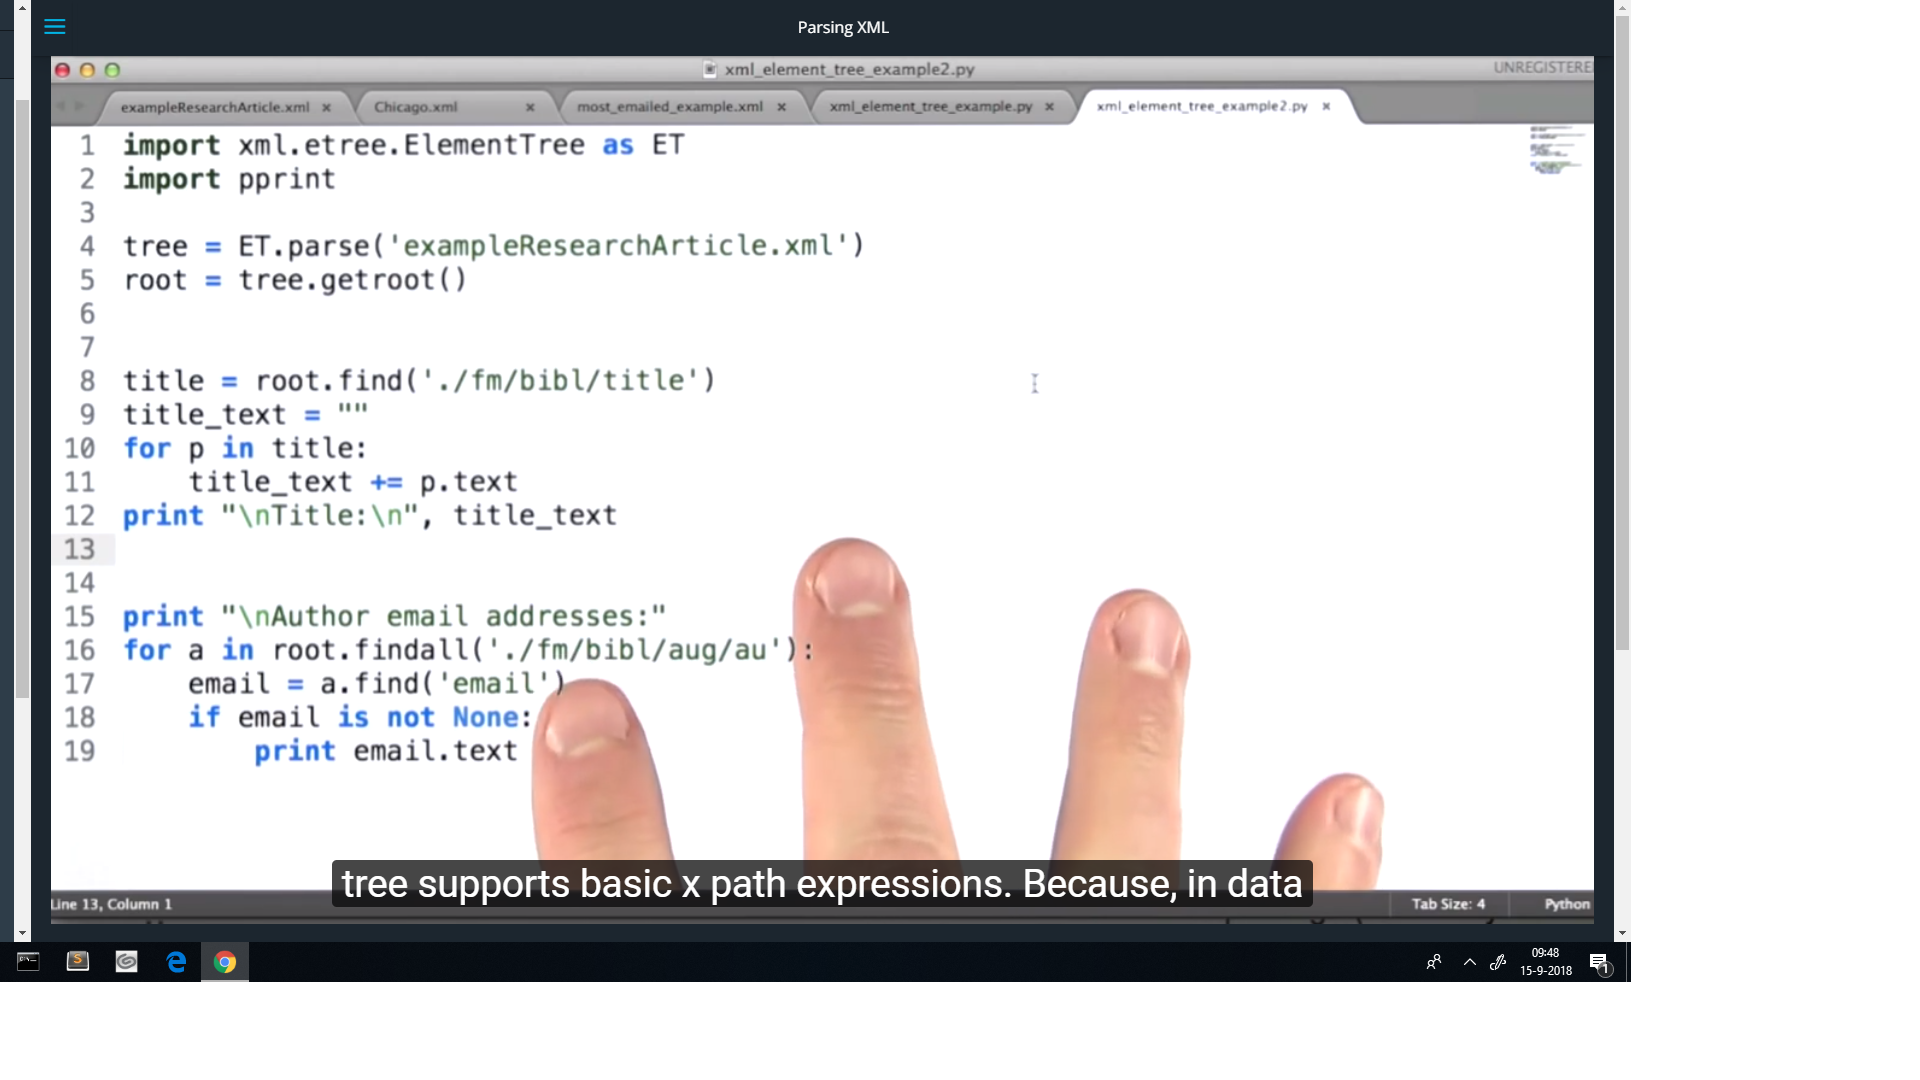 Parsing XML
xml_element_tree_example2.py
UNREGISTERE
exampleResearchArticle.xml ×
Chicago.xml ×
most_emailed_example.xml ×
xml_element_tree_example.py ×
xml_element_tree_example2.py ×
1 import xml.etree.ElementTree as ET
2 import pprint
3
4 tree = ET.parse('exampleResearchArticle.xml')
5 root = tree.getroot()
6
7
8 title = root.find('./fm/bibl/title')
9 title_text = ""
10 for p in title:
11     title_text += p.text
12 print "\nTitle:\n", title_text
13
14
15 print "\nAuthor email addresses:"
16 for a in root.findall('./fm/bibl/aug/au'):
17     email = a.find('email')
18     if email is not None:
19         print email.text
tree supports basic x path expressions. Because, in data
Line 13, Column 1
Tab Size: 4
Python
09:48
15-9-2018
1